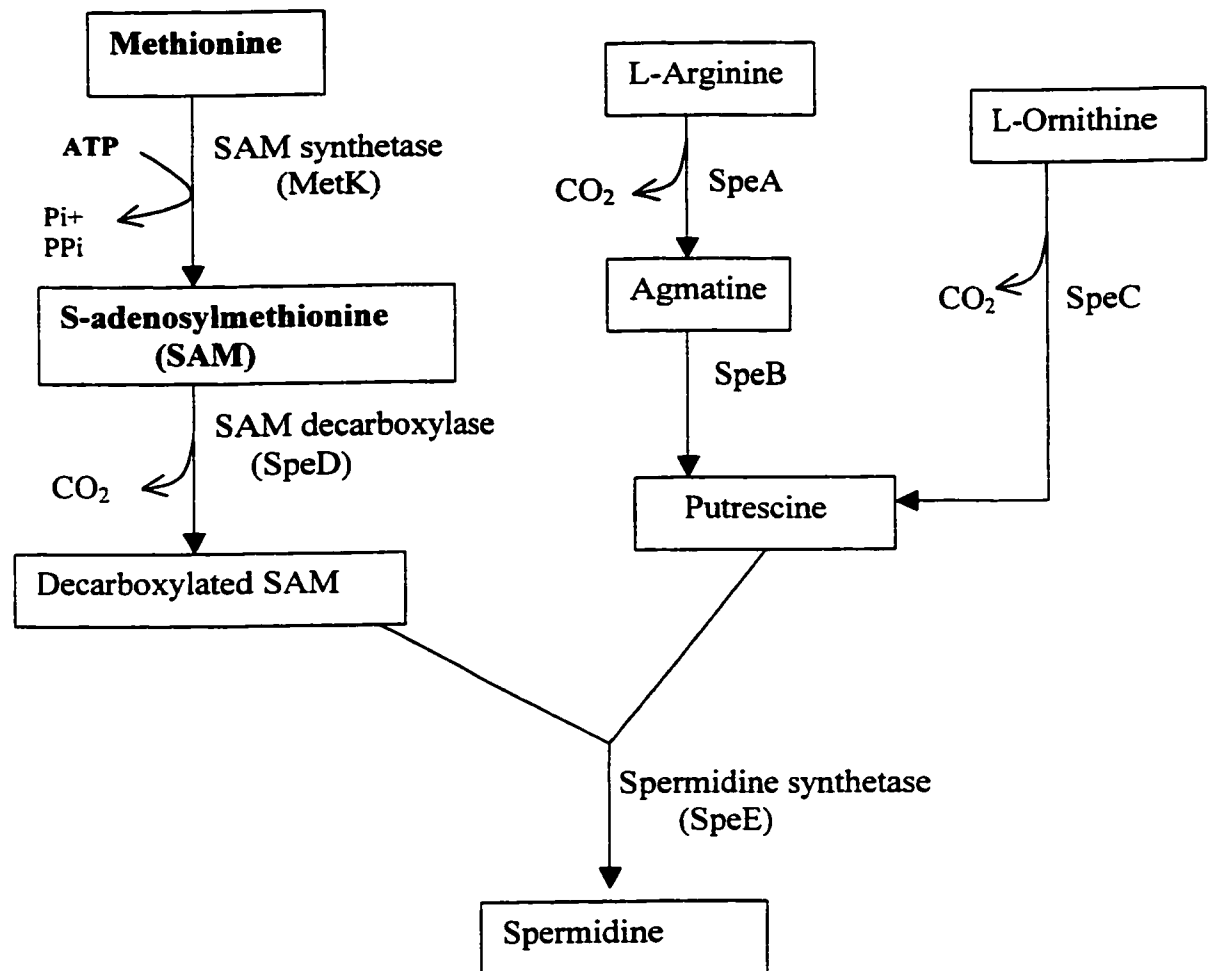 Methionine
ATP
SAM synthetase
(MetK)
Pi+
PPi
S-adenosylmethionine
(SAM)
SAM decarboxylase
(SpeD)
CO₂
Decarboxylated SAM
L-Arginine
CO₂
SpeA
Agmatine
SpeB
Putrescine
L-Ornithine
CO₂
SpeC
Spermidine synthetase
(SpeE)
Spermidine